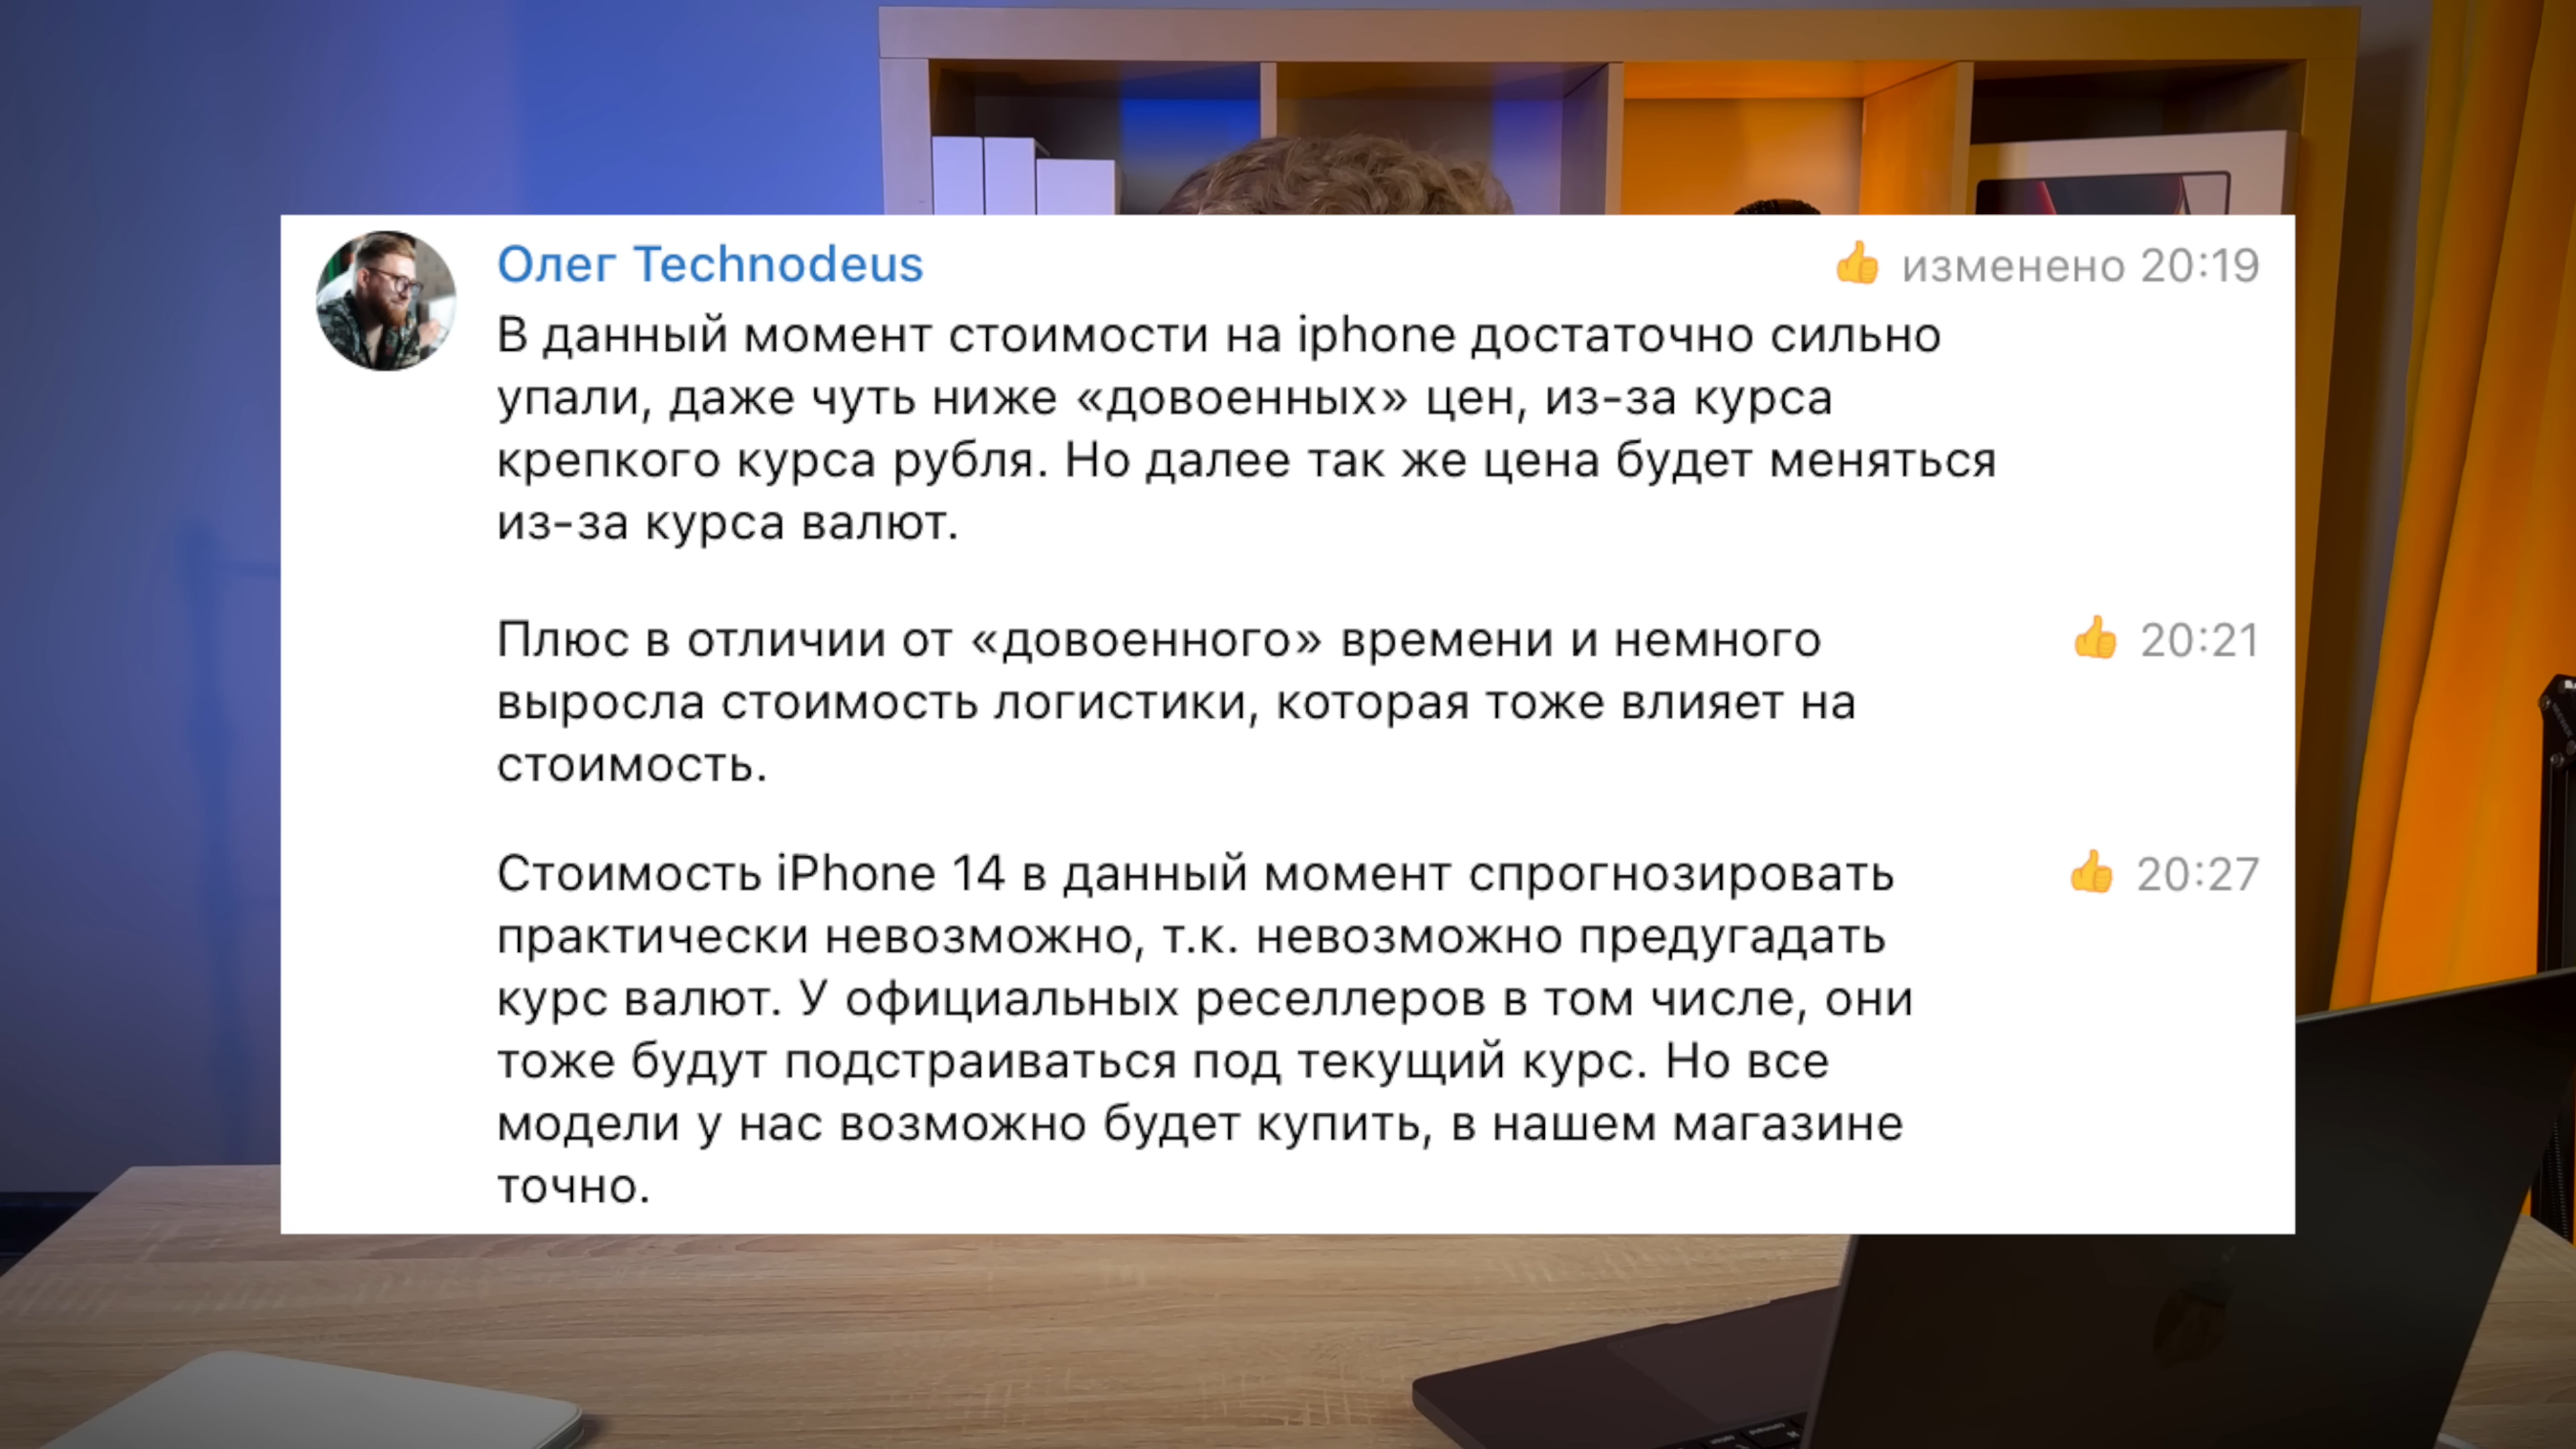 Олег Technodeus
👍 изменено 20:19
В данный момент стоимости на iphone достаточно сильно
упали, даже чуть ниже «довоенных» цен, из-за курса
крепкого курса рубля. Но далее так же цена будет меняться
из-за курса валют.
Плюс в отличии от «довоенного» времени и немного
👍 20:21
выросла стоимость логистики, которая тоже влияет на
стоимость.
Стоимость iPhone 14 в данный момент спрогнозировать
👍 20:27
практически невозможно, т.к. невозможно предугадать
курс валют. У официальных реселлеров в том числе, они
тоже будут подстраиваться под текущий курс. Но все
модели у нас возможно будет купить, в нашем магазине
точно.